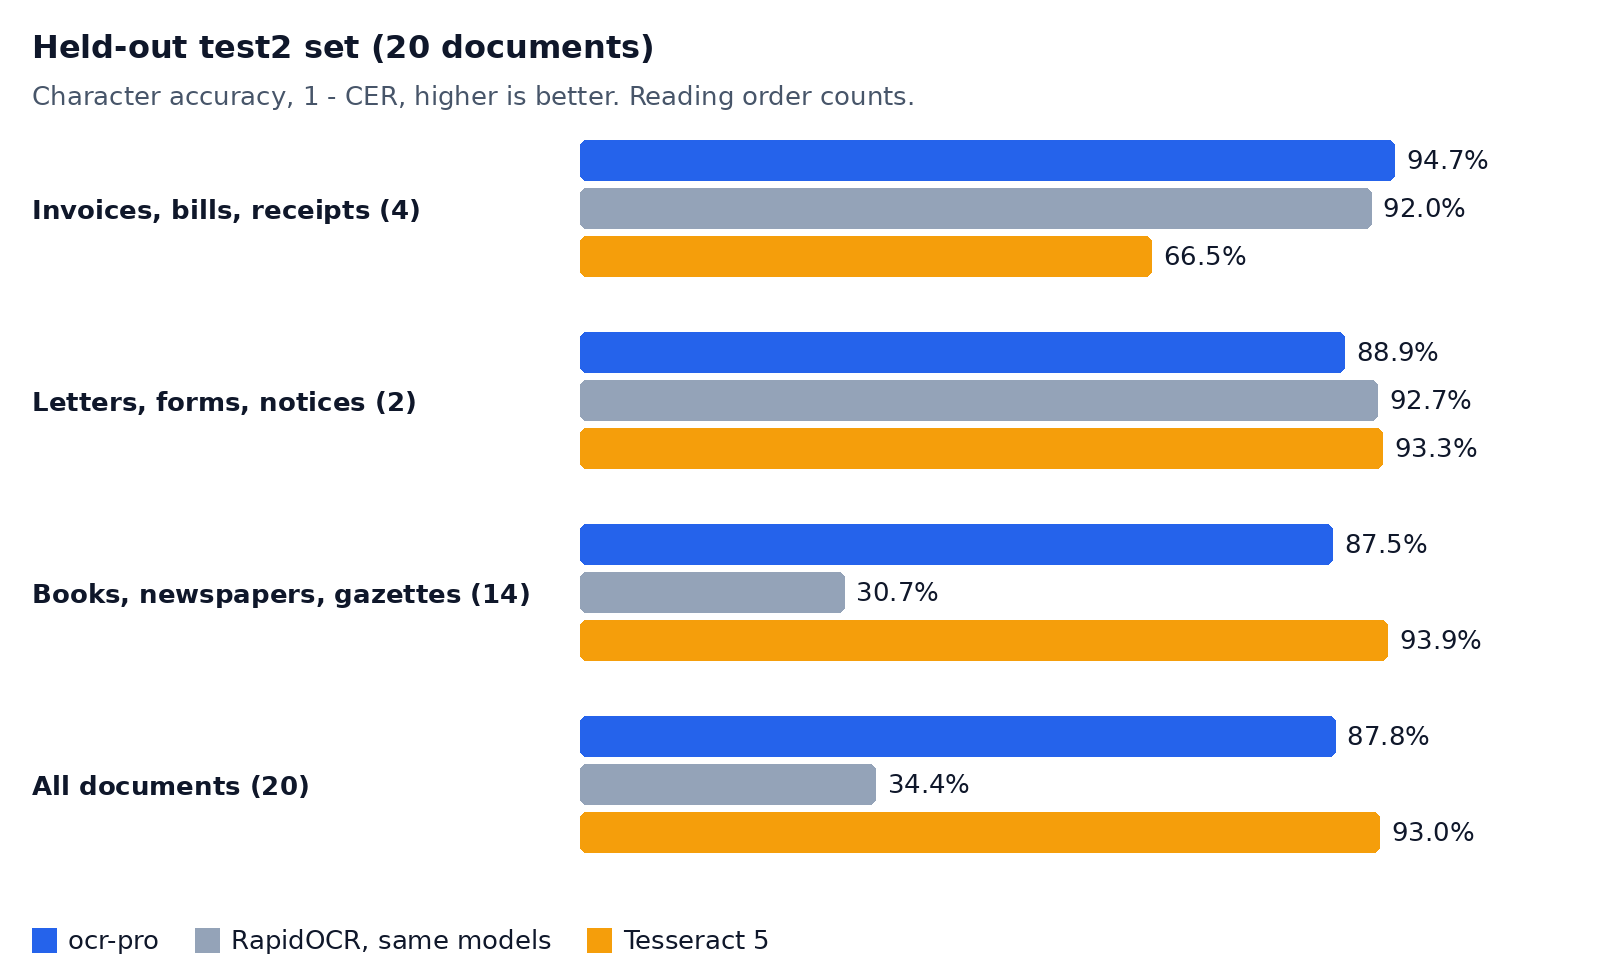 Held-out test2 set (20 documents)
Character accuracy, 1 - CER, higher is better. Reading order counts.
Invoices, bills, receipts (4)
94.7%
92.0%
66.5%
Letters, forms, notices (2)
88.9%
92.7%
93.3%
Books, newspapers, gazettes (14)
87.5%
30.7%
93.9%
All documents (20)
87.8%
34.4%
93.0%
ocr-pro RapidOCR, same models Tesseract 5